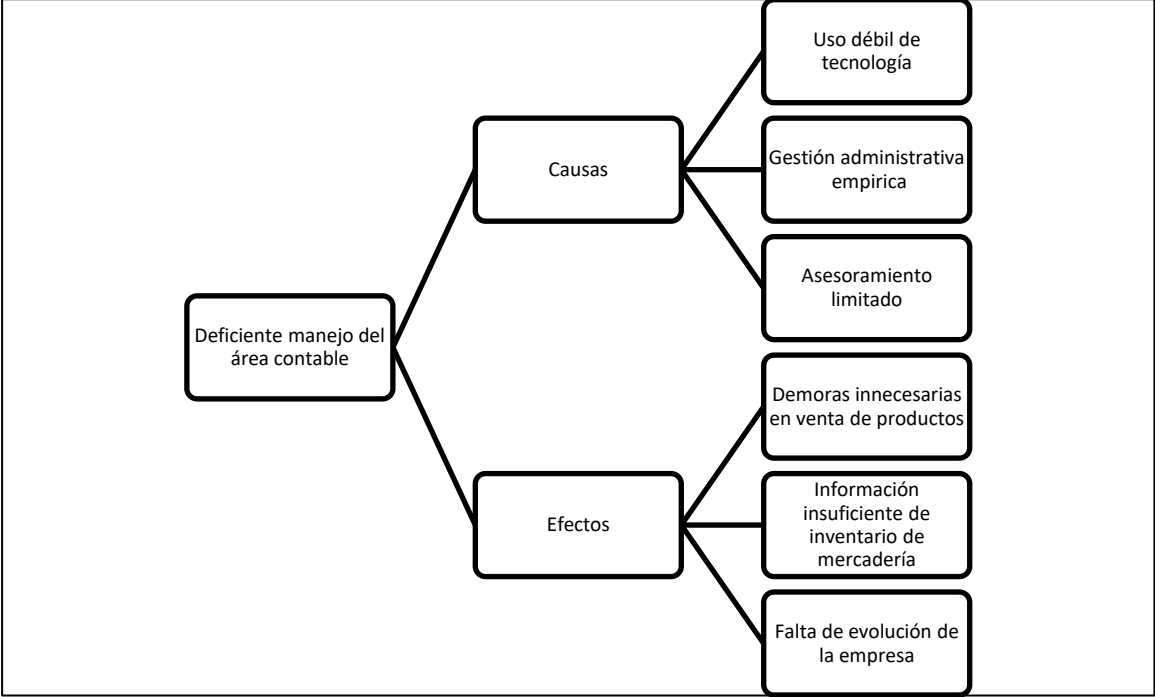 Deficiente manejo del
área contable
Causas
Uso débil de
tecnología
Gestión administrativa
empirica
Asesoramiento
limitado
Efectos
Demoras innecesarias
en venta de productos
Información
insuficiente de
inventario de
mercadería
Falta de evolución de
la empresa